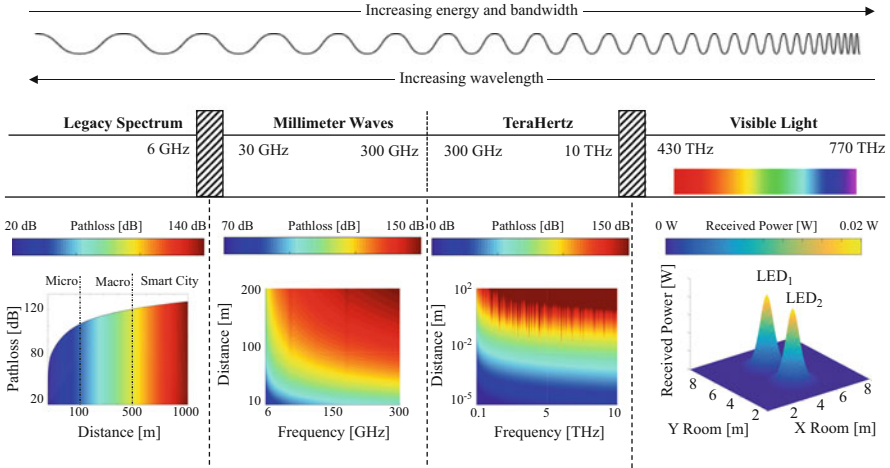 Increasing energy and bandwidth
Increasing wavelength
Legacy Spectrum
Millimeter Waves
TeraHertz
Visible Light
6 GHz
30 GHz
300 GHz
300 GHz
10 THz
430 THz
770 THz
20 dB Pathloss [dB] 140 dB
70 dB Pathloss [dB] 150 dB
0 dB Pathloss [dB] 150 dB
0 W Received Power [W] 0.02 W
Micro Macro Smart City
Pathloss [dB]
120
80
20
100 500 1000
Distance [m]
Distance [m]
200
100
10
6 150 300
Frequency [GHz]
Distance [m]
10²
10⁻²
10⁻⁵
0.1 5 10
Frequency [THz]
Received Power [W]
LED₁
LED₂
8 6 4 2
2 4 6 8
Y Room [m]
X Room [m]